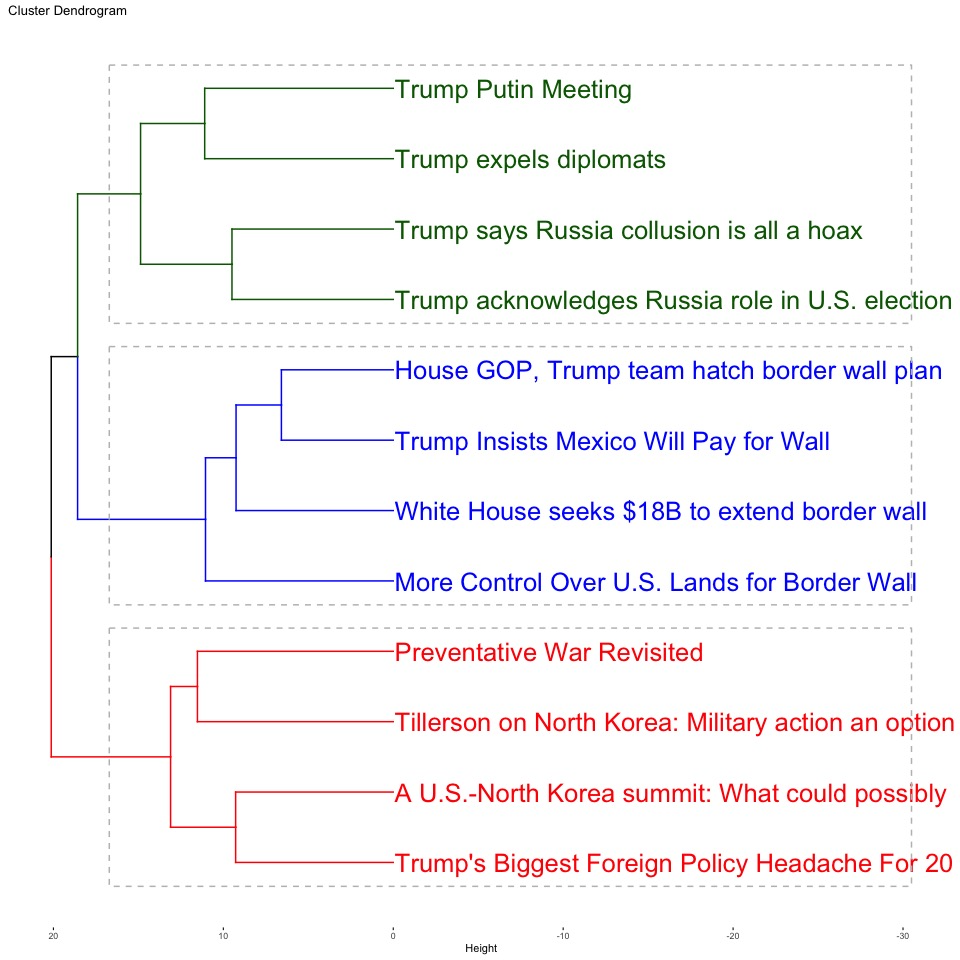 Cluster Dendrogram
Trump Putin Meeting
Trump expels diplomats
Trump says Russia collusion is all a hoax
Trump acknowledges Russia role in U.S. election
House GOP, Trump team hatch border wall plan
Trump Insists Mexico Will Pay for Wall
White House seeks $18B to extend border wall
More Control Over U.S. Lands for Border Wall
Preventative War Revisited
Tillerson on North Korea: Military action an option
A U.S.-North Korea summit: What could possibly
Trump's Biggest Foreign Policy Headache For 20
20 10 0 -10 -20 -30
Height